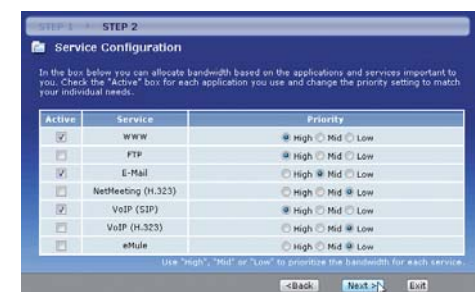 STEP 1 STEP 2
Service Configuration
In the box below you can allocate bandwidth based on the applications and services important to
you. Check the "Active" box for each application you use and change the priority setting to match
your individual needs.
Active Service Priority
WWW High Mid Low
FTP High Mid Low
E-Mail High Mid Low
NetMeeting (H.323) High Mid Low
VoIP (SIP) High Mid Low
VoIP (H.323) High Mid Low
eMule High Mid Low
Use "High", "Mid" or "Low" to prioritize the bandwidth for each service.
<Back Next > Exit